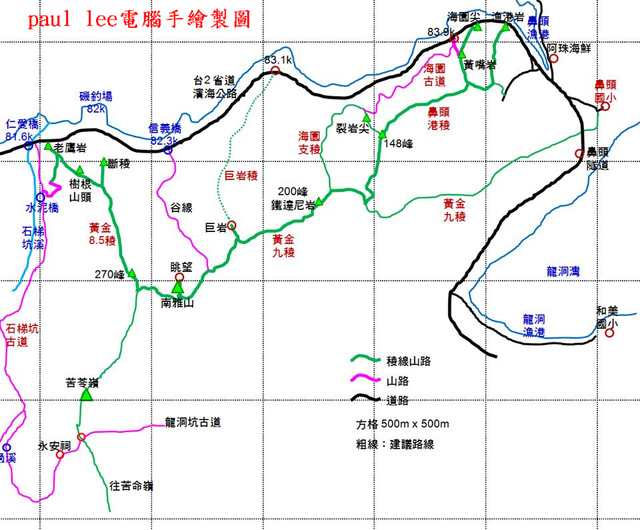 paul lee電腦手繪製圖
海園尖
漁港岩
鼻頭
漁港
83.9k
阿珠海鮮
黃嘴岩
海園
古道
83.1k
台2省道
濱海公路
鼻頭
國小
磯釣場
82k
鼻頭
港稜
仁愛橋
81.6k
信義橋
82.3k
裂岩尖
海園
支稜
148峰
老鷹岩
斷稜
鼻頭
隧道
樹根
山頭
巨岩稜
200峰
鐵達尼岩
水泥橋
谷線
黃金
九稜
石梯
坑溪
黃金
8.5稜
巨岩
黃金
九稜
270峰
眺望
龍洞灣
南雅山
和美
國小
龍洞
漁港
石梯坑
古道
稜線山路
山路
苦苓嶺
道路
龍洞坑古道
方格 500m x 500m
粗線：建議路線
永安祠
往苦命嶺